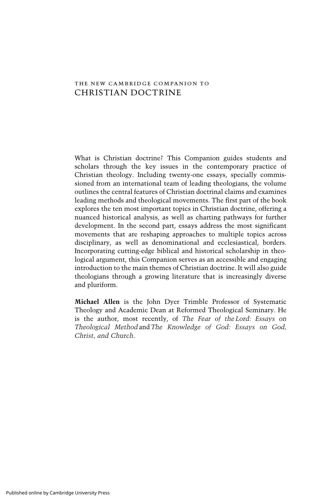 THE NEW CAMBRIDGE COMPANION TO
CHRISTIAN DOCTRINE
What is Christian doctrine? This Companion guides students and
scholars through the key issues in the contemporary practice of
Christian theology. Including twenty-one essays, specially commis-
sioned from an international team of leading theologians, the volume
outlines the central features of Christian doctrinal claims and examines
leading methods and theological movements. The first part of the book
explores the ten most important topics in Christian doctrine, offering a
nuanced historical analysis, as well as charting pathways for further
development. In the second part, essays address the most significant
movements that are reshaping approaches to multiple topics across
disciplinary, as well as denominational and ecclesiastical, borders.
Incorporating cutting-edge biblical and historical scholarship in theo-
logical argument, this Companion serves as an accessible and engaging
introduction to the main themes of Christian doctrine. It will also guide
theologians through a growing literature that is increasingly diverse
and pluriform.
Michael Allen is the John Dyer Trimble Professor of Systematic
Theology and Academic Dean at Reformed Theological Seminary. He
is the author, most recently, of The Fear of the Lord: Essays on
Theological Method and The Knowledge of God: Essays on God,
Christ, and Church.
Published online by Cambridge University Press